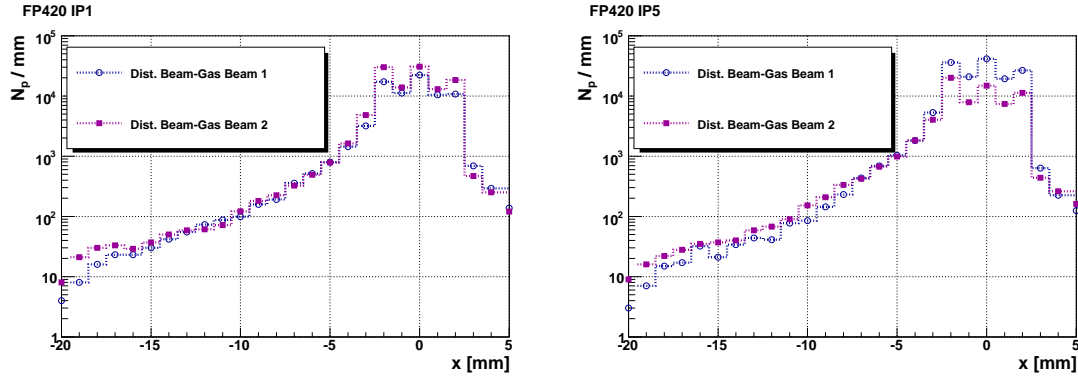 FP420 IP1
N_p / mm
10^5
10^4
10^3
10^2
10
1
Dist. Beam-Gas Beam 1
Dist. Beam-Gas Beam 2
-20 -15 -10 -5 0 5
x [mm]
FP420 IP5
N_p / mm
10^5
10^4
10^3
10^2
10
1
Dist. Beam-Gas Beam 1
Dist. Beam-Gas Beam 2
-20 -15 -10 -5 0 5
x [mm]